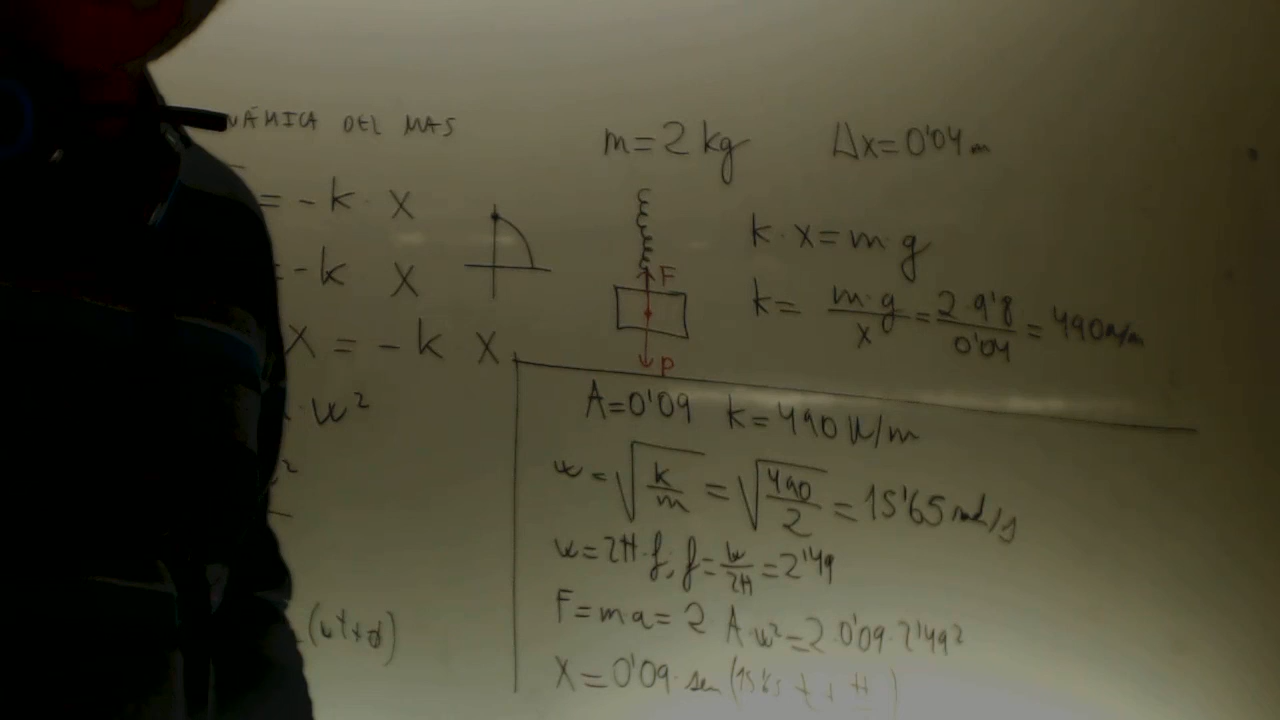 NÁMICA DEL MAS
= -k · x
-k x
x = -k x
· w²
²
(wt+φ)
m=2kg Δx=0'04 m
F
P
k·x=m·g
k= m·g/x = 2·9'8/0'04 = 490 N/m
A=0'09 k=490 N/m
w=√k/m = √490/2 = 15'65 rad/s
w=2π·f; f=w/2π=2'49
F=m·a=2 A·w²=2·0'09·2'49²
x=0'09·sen(15'65 t+π